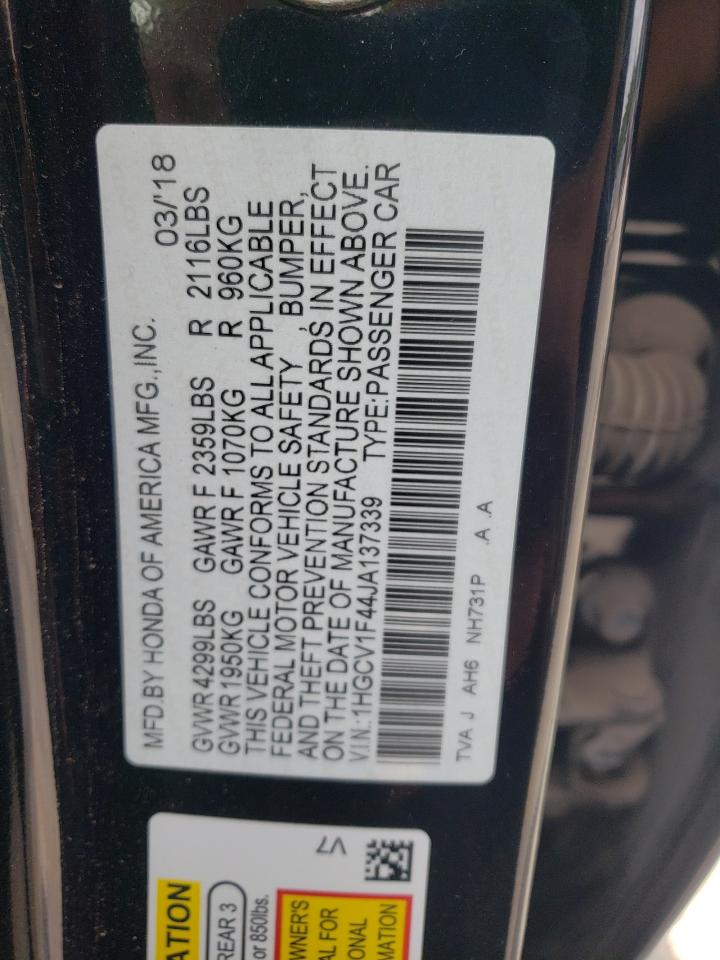 MFD.BY HONDA OF AMERICA MFG.,INC. 03/'18
GVWR 4299LBS GAWR F 2359LBS R 2116LBS
GVWR 1950KG GAWR F 1070KG R 960KG
THIS VEHICLE CONFORMS TO ALL APPLICABLE
FEDERAL MOTOR VEHICLE SAFETY , BUMPER,
AND THEFT PREVENTION STANDARDS IN EFFECT
ON THE DATE OF MANUFACTURE SHOWN ABOVE.
V.I.N.:1HGCV1F44JA137339 TYPE:PASSENGER CAR
TVA J AH6 NH731P .A .A
ATION
REAR 3
or 850lbs.
WNER'S
AL FOR
ONAL
MATION